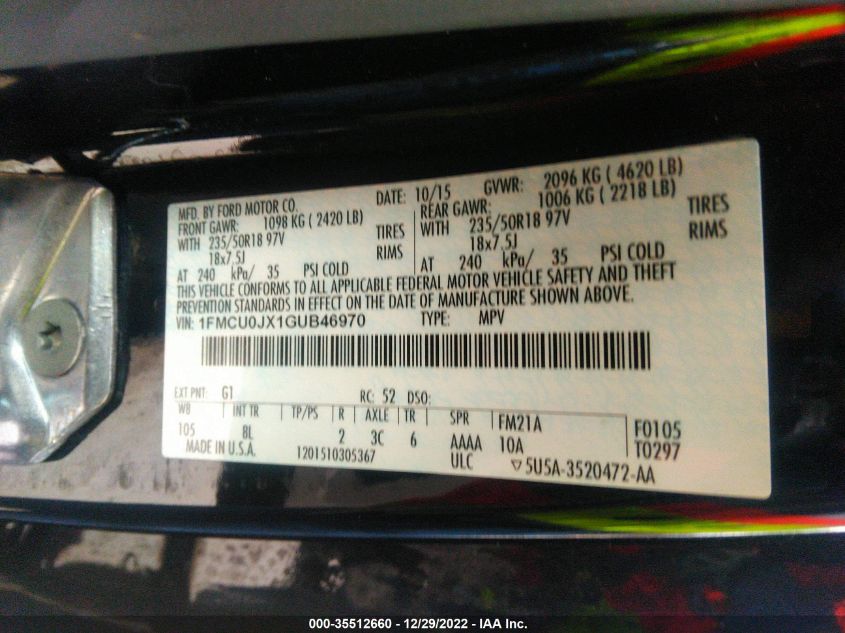 MFD. BY FORD MOTOR CO.
DATE: 10/15 GVWR: 2096 KG ( 4620 LB)
FRONT GAWR: 1098 KG ( 2420 LB)
REAR GAWR: 1006 KG ( 2218 LB)
WITH 235/50R18 97V TIRES
WITH 235/50R18 97V TIRES
18x7.5J RIMS
18x7.5J RIMS
AT 240 kPa/ 35 PSI COLD
AT 240 kPa/ 35 PSI COLD
THIS VEHICLE CONFORMS TO ALL APPLICABLE FEDERAL MOTOR VEHICLE SAFETY AND THEFT
PREVENTION STANDARDS IN EFFECT ON THE DATE OF MANUFACTURE SHOWN ABOVE.
VIN: 1FMCU0JX1GUB46970 TYPE: MPV
EXT PNT: G1 RC: 52 DSO:
WB INT TR TP/PS R AXLE TR SPR FM21A F0105
105 8L 2 3C 6 AAAA 10A T0297
MADE IN U.S.A. 1201510305367 ULC ▽5U5A-3520472-AA
000-35512660 - 12/29/2022 - IAA Inc.